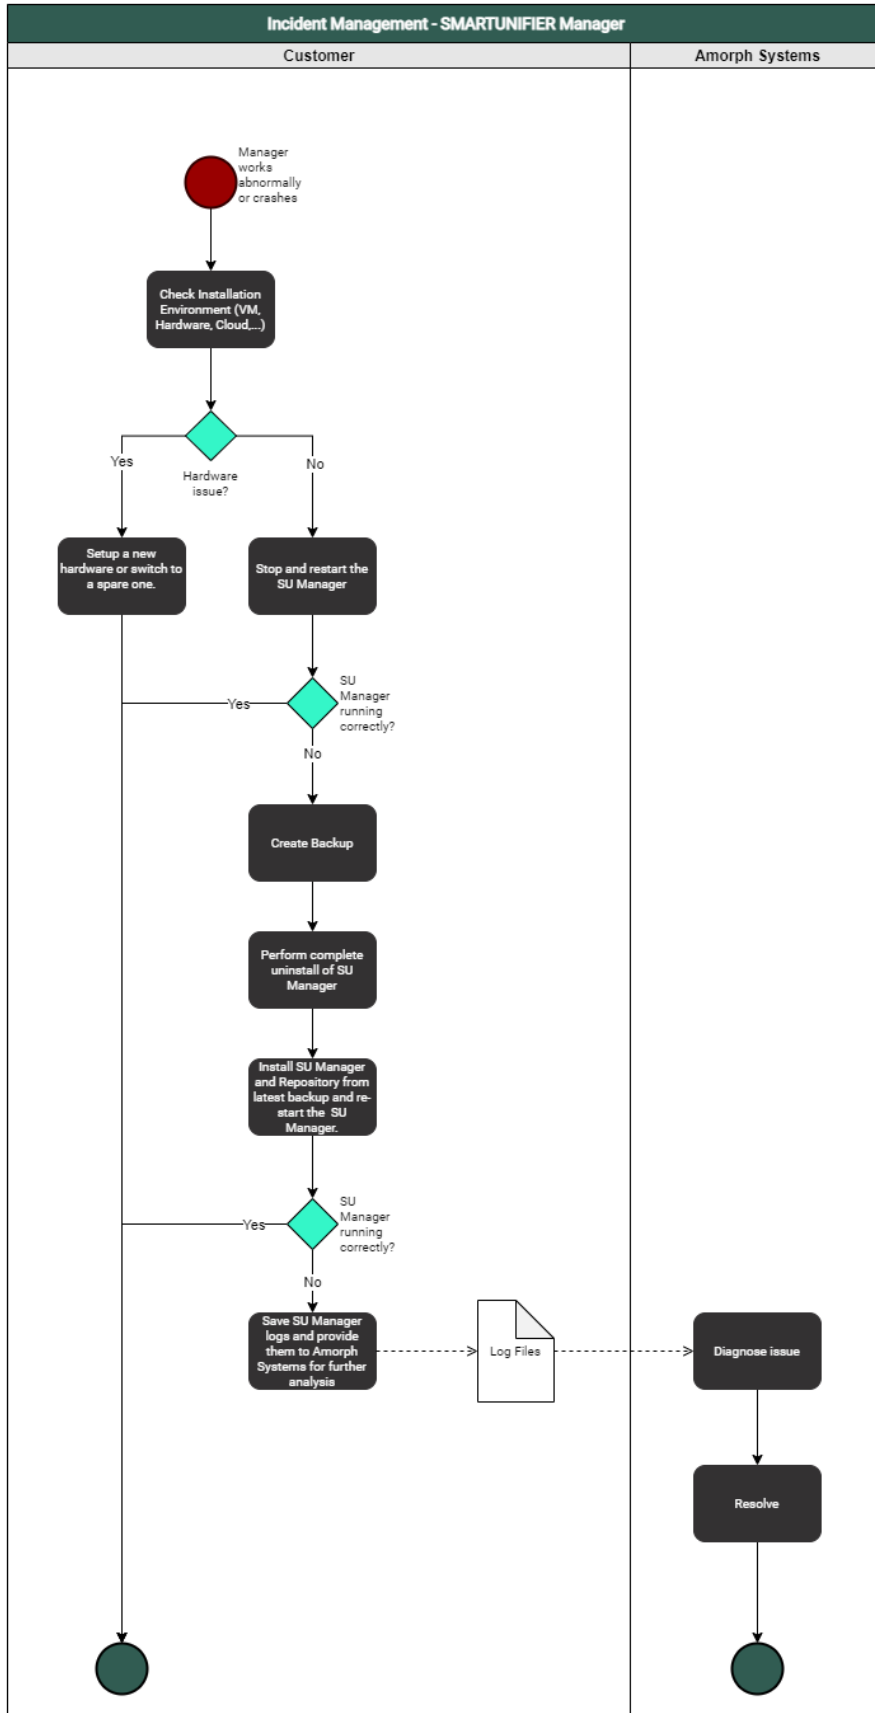 Incident Management - SMARTUNIFIER Manager
Customer
Amorph Systems
Manager
works
abnormally
or crashes
Check Installation
Environment (VM,
Hardware, Cloud,...)
Yes
No
Hardware
issue?
Setup a new
hardware or switch to
a spare one.
Stop and restart the
SU Manager
SU
Manager
running
correctly?
Yes
No
Create Backup
Perform complete
uninstall of SU
Manager
Install SU Manager
and Repository from
latest backup and re-
start the SU
Manager.
SU
Manager
running
correctly?
Yes
No
Save SU Manager
logs and provide
them to Amorph
Systems for further
analysis
Log Files
Diagnose issue
Resolve